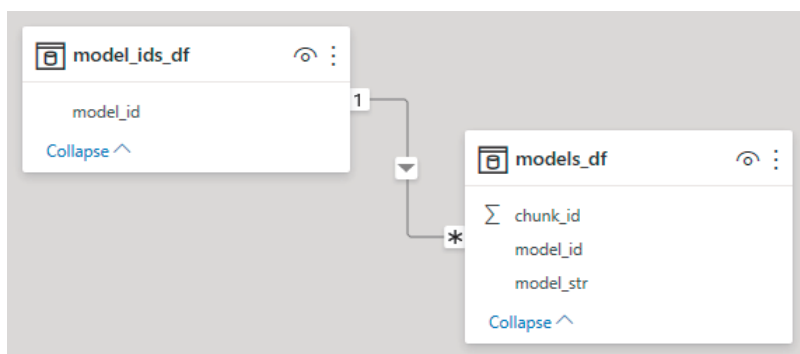 model_ids_df
model_id
Collapse
1
*
models_df
∑ chunk_id
model_id
model_str
Collapse